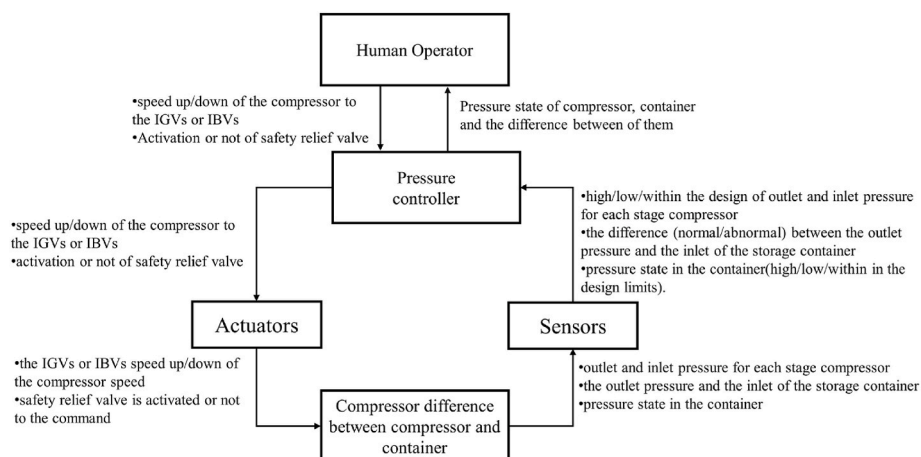 Human Operator
•speed up/down of the compressor to
the IGVs or IBVs
•Activation or not of safety relief valve
Pressure state of compressor, container
and the difference between of them
Pressure
controller
•speed up/down of the compressor to
the IGVs or IBVs
•activation or not of safety relief valve
•high/low/within the design of outlet and inlet pressure
for each stage compressor
•the difference (normal/abnormal) between the outlet
pressure and the inlet of the storage container
•pressure state in the container(high/low/within in the
design limits).
Actuators
Sensors
•the IGVs or IBVs speed up/down of
the compressor speed
•safety relief valve is activated or not
to the command
•outlet and inlet pressure for each stage compressor
•the outlet pressure and the inlet of the storage container
•pressure state in the container
Compressor difference
between compressor and
container